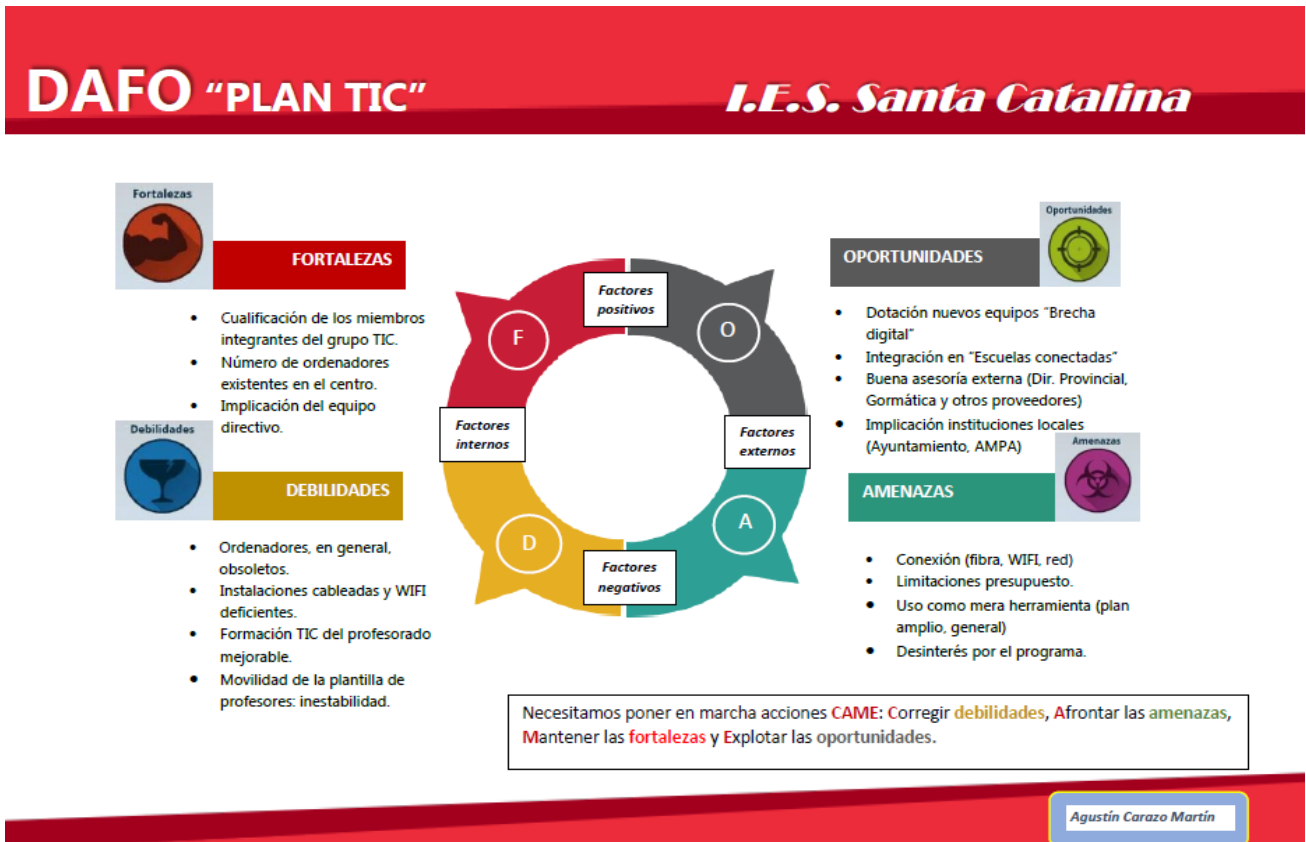 DAFO “PLAN TIC”
I.E.S. Santa Catalina
Fortalezas
FORTALEZAS
• Cualificación de los miembros
integrantes del grupo TIC.
• Número de ordenadores
existentes en el centro.
• Implicación del equipo
directivo.
Debilidades
DEBILIDADES
• Ordenadores, en general,
obsoletos.
• Instalaciones cableadas y WIFI
deficientes.
• Formación TIC del profesorado
mejorable.
• Movilidad de la plantilla de
profesores: inestabilidad.
Factores
positivos
F
O
Factores
internos
Factores
externos
D
A
Factores
negativos
Oportunidades
OPORTUNIDADES
• Dotación nuevos equipos “Brecha
digital”
• Integración en “Escuelas conectadas”
• Buena asesoría externa (Dir. Provincial,
Gormática y otros proveedores)
• Implicación instituciones locales
(Ayuntamiento, AMPA)
Amenazas
AMENAZAS
• Conexión (fibra, WIFI, red)
• Limitaciones presupuesto.
• Uso como mera herramienta (plan
amplio, general)
• Desinterés por el programa.
Necesitamos poner en marcha acciones CAME: Corregir debilidades, Afrontar las amenazas,
Mantener las fortalezas y Explotar las oportunidades.
Agustín Carazo Martín